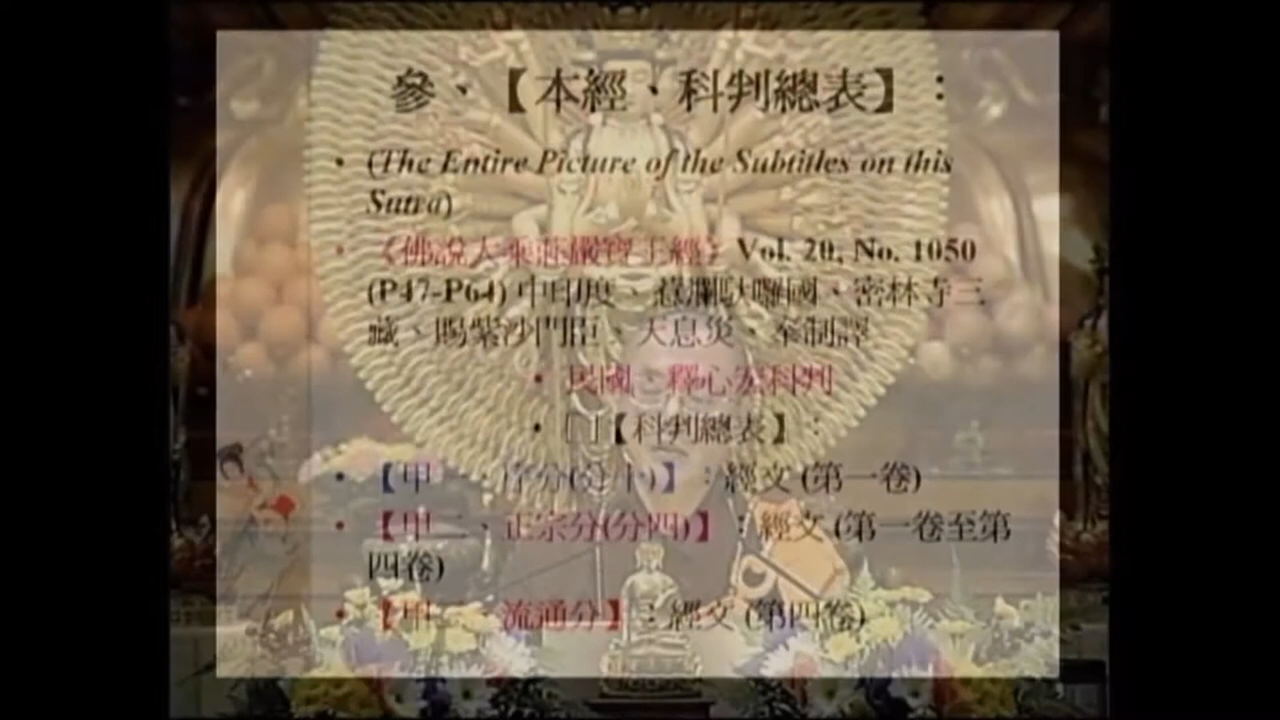 參、【本經、科判總表】:
• (The Entire Picture of the Subtitles on this
Sutra)
• 《佛說大乘莊嚴寶王經》 Vol. 20, No. 1050
(P47-P64) 中印度、惹爛馱囉國、密林寺三
藏、賜紫沙門臣、天息災、奉制譯
• 民國、釋心宏科判
• 【科判總表】:
• 【甲一、序分(分十)】:經文 (第一卷)
• 【甲二、正宗分(分四)】:經文 (第一卷至第
四卷)
• 【甲三、流通分】:經文 (第四卷)